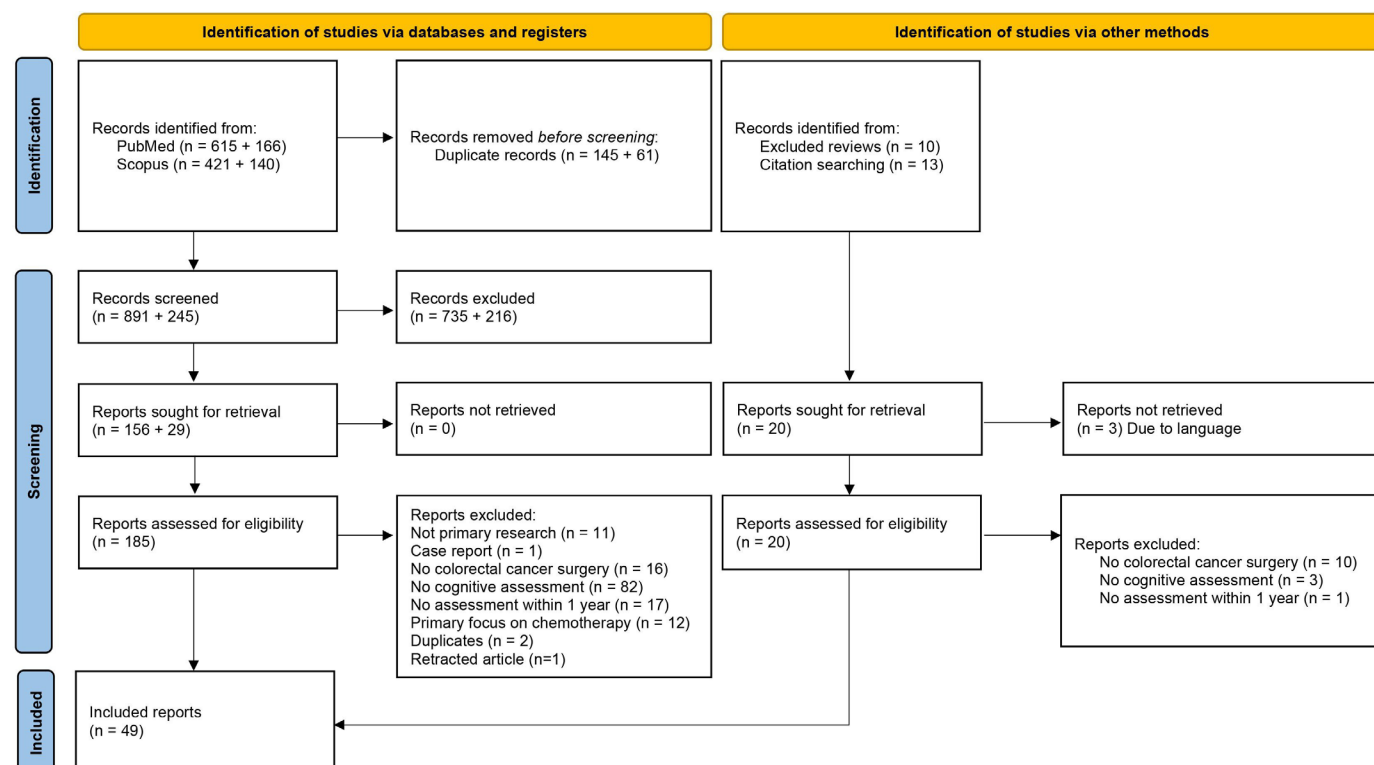 Identification of studies via databases and registers
Identification of studies via other methods
Identification
Records identified from:
PubMed (n = 615 + 166)
Scopus (n = 421 + 140)
Records removed before screening:
Duplicate records (n = 145 + 61)
Records identified from:
Excluded reviews (n = 10)
Citation searching (n = 13)
Screening
Records screened
(n = 891 + 245)
Records excluded
(n = 735 + 216)
Reports sought for retrieval
(n = 156 + 29)
Reports not retrieved
(n = 0)
Reports sought for retrieval
(n = 20)
Reports not retrieved
(n = 3) Due to language
Reports assessed for eligibility
(n = 185)
Reports excluded:
Not primary research (n = 11)
Case report (n = 1)
No colorectal cancer surgery (n = 16)
No cognitive assessment (n = 82)
No assessment within 1 year (n = 17)
Primary focus on chemotherapy (n = 12)
Duplicates (n = 2)
Retracted article (n=1)
Reports assessed for eligibility
(n = 20)
Reports excluded:
No colorectal cancer surgery (n = 10)
No cognitive assessment (n = 3)
No assessment within 1 year (n = 1)
Included
Included reports
(n = 49)